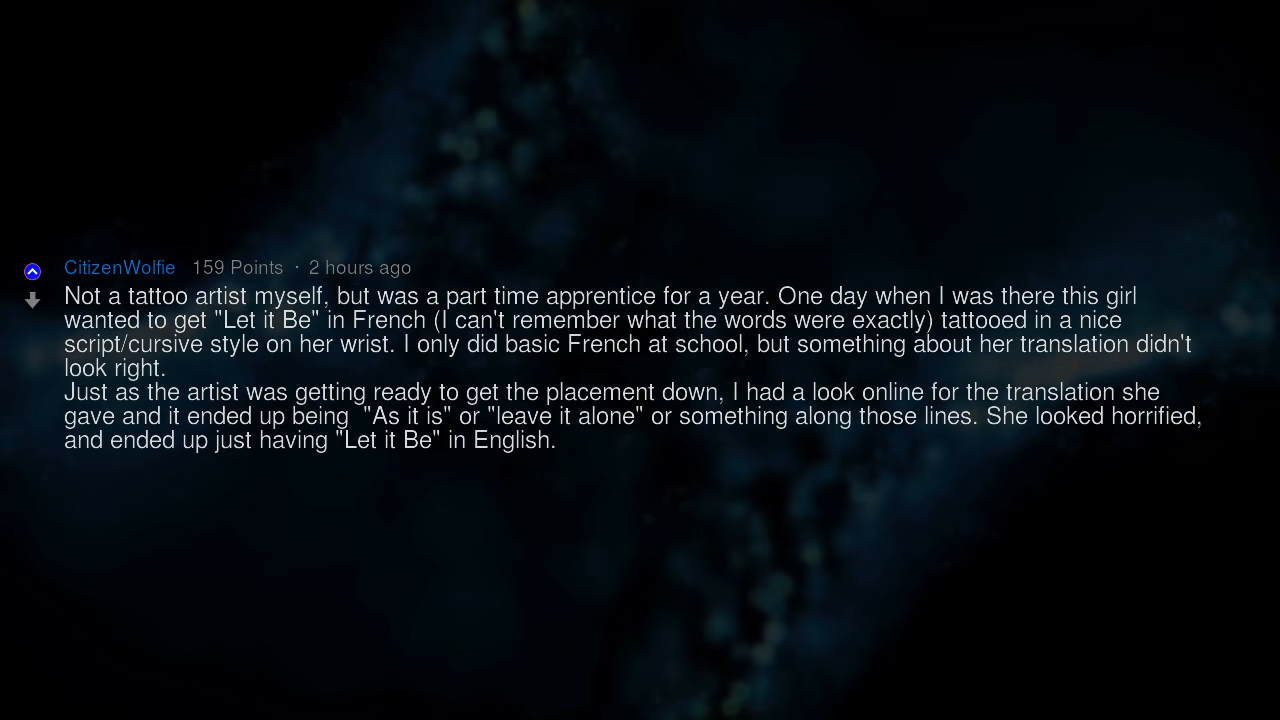 CitizenWolfie 159 Points · 2 hours ago
Not a tattoo artist myself, but was a part time apprentice for a year. One day when I was there this girl
wanted to get "Let it Be" in French (I can't remember what the words were exactly) tattooed in a nice
script/cursive style on her wrist. I only did basic French at school, but something about her translation didn't
look right.
Just as the artist was getting ready to get the placement down, I had a look online for the translation she
gave and it ended up being  "As it is" or "leave it alone" or something along those lines. She looked horrified,
and ended up just having "Let it Be" in English.